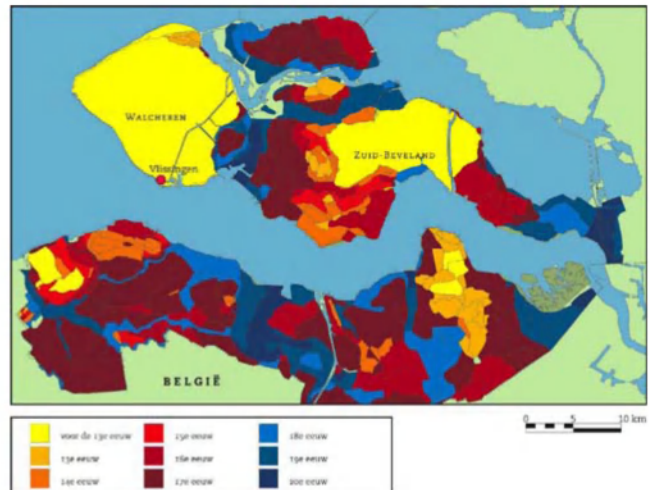 WALCHEREN
Vlissingen
ZUID-BEVELAND
BELGIË
voor de 13e eeuw
13e eeuw
14e eeuw
15e eeuw
16e eeuw
17e eeuw
18e eeuw
19e eeuw
20e eeuw
0 5 10 km